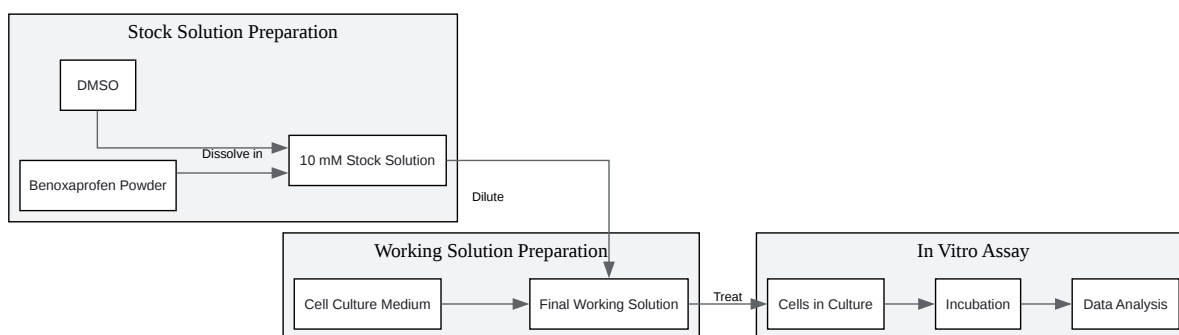 Stock Solution Preparation
DMSO
Dissolve in
10 mM Stock Solution
Benoxaprofen Powder
Dilute
Working Solution Preparation
Cell Culture Medium
Final Working Solution
Treat
In Vitro Assay
Cells in Culture
Incubation
Data Analysis